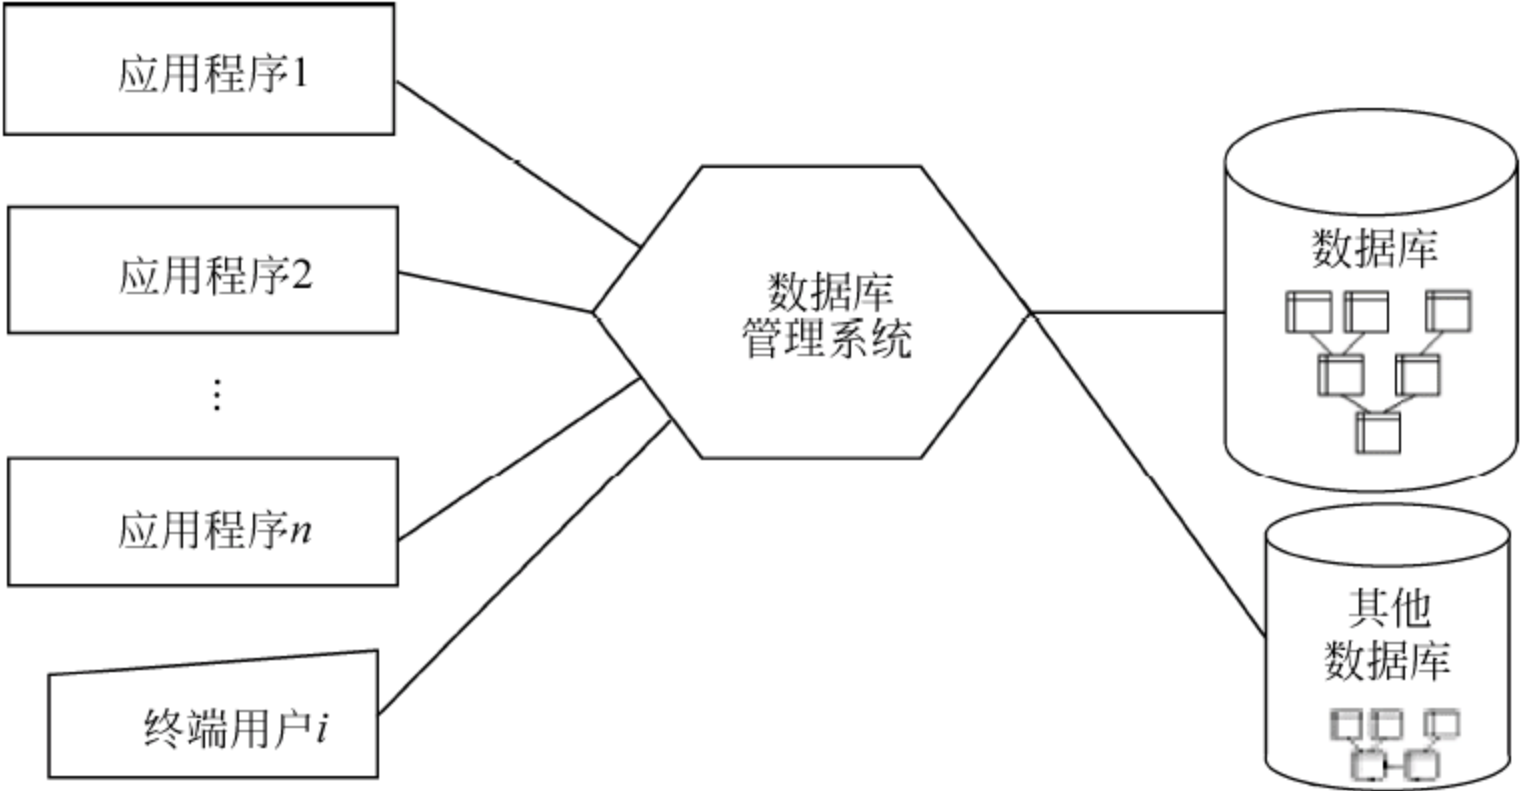 应用程序1
应用程序2
⋮
应用程序n
终端用户i
数据库
管理系统
数据库
其他
数据库